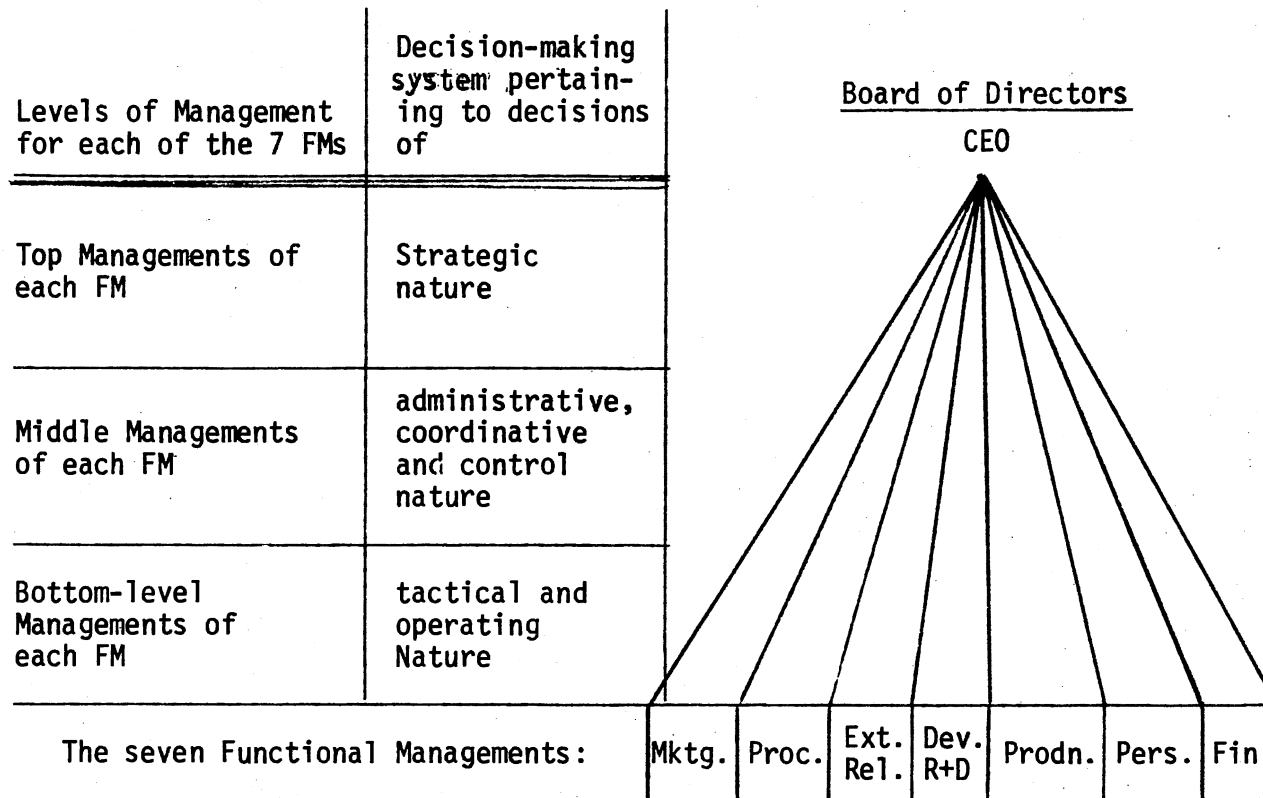 Levels of Management
for each of the 7 FMs
Decision-making
system pertain-
ing to decisions
of
Board of Directors
CEO
Top Managements of
each FM
Strategic
nature
Middle Managements
of each FM
administrative,
coordinative
and control
nature
Bottom-level
Managements of
each FM
tactical and
operating
Nature
The seven Functional Managements:
Mktg.
Proc.
Ext.
Rel.
Dev.
R+D
Prodn.
Pers.
Fin